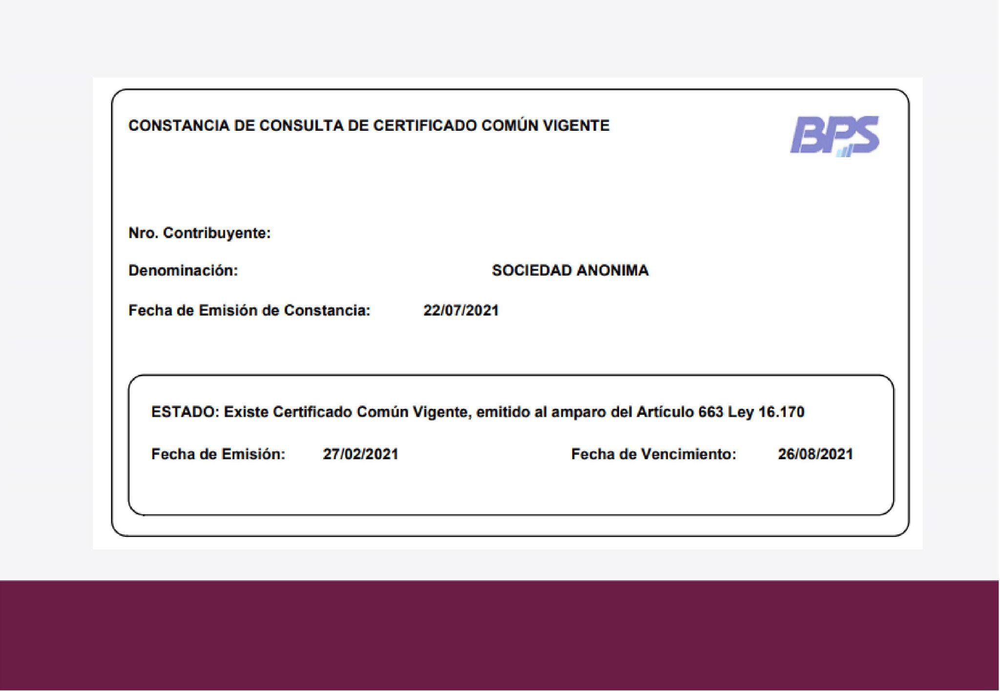 CONSTANCIA DE CONSULTA DE CERTIFICADO COMÚN VIGENTE
BPS
Nro. Contribuyente:
Denominación: SOCIEDAD ANONIMA
Fecha de Emisión de Constancia: 22/07/2021
ESTADO: Existe Certificado Común Vigente, emitido al amparo del Artículo 663 Ley 16.170
Fecha de Emisión: 27/02/2021 Fecha de Vencimiento: 26/08/2021